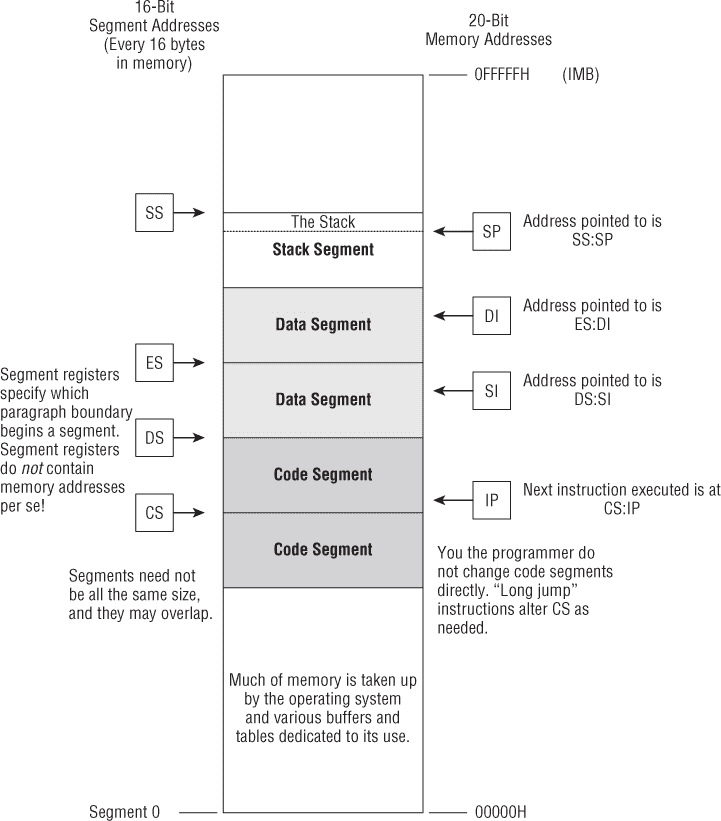 16-Bit
Segment Addresses
(Every 16 bytes
in memory)
20-Bit
Memory Addresses
0FFFFFH (IMB)
SS
The Stack
Stack Segment
SP
Address pointed to is
SS:SP
Data Segment
DI
Address pointed to is
ES:DI
ES
Data Segment
SI
Address pointed to is
DS:SI
Segment registers
specify which
paragraph boundary
begins a segment.
Segment registers
do not contain
memory addresses
per se!
DS
Code Segment
IP
Next instruction executed is at
CS:IP
CS
Code Segment
Segments need not
be all the same size,
and they may overlap.
You the programmer do
not change code segments
directly. “Long jump”
instructions alter CS as
needed.
Much of memory is taken up
by the operating system
and various buffers and
tables dedicated to its use.
Segment 0
00000H